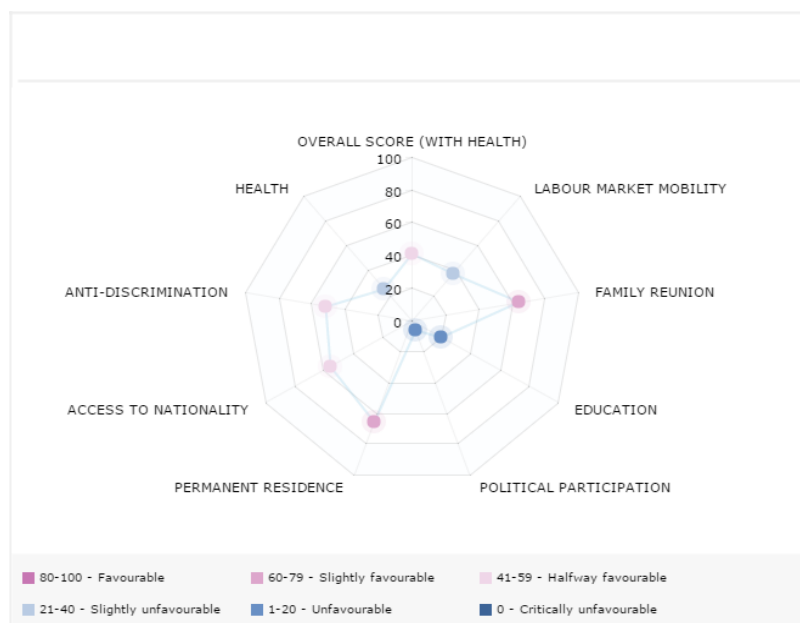 OVERALL SCORE (WITH HEALTH)
100
HEALTH
LABOUR MARKET MOBILITY
80
60
40
ANTI-DISCRIMINATION
FAMILY REUNION
20
0
ACCESS TO NATIONALITY
EDUCATION
PERMANENT RESIDENCE
POLITICAL PARTICIPATION
80-100 - Favourable
60-79 - Slightly favourable
41-59 - Halfway favourable
21-40 - Slightly unfavourable
1-20 - Unfavourable
0 - Critically unfavourable